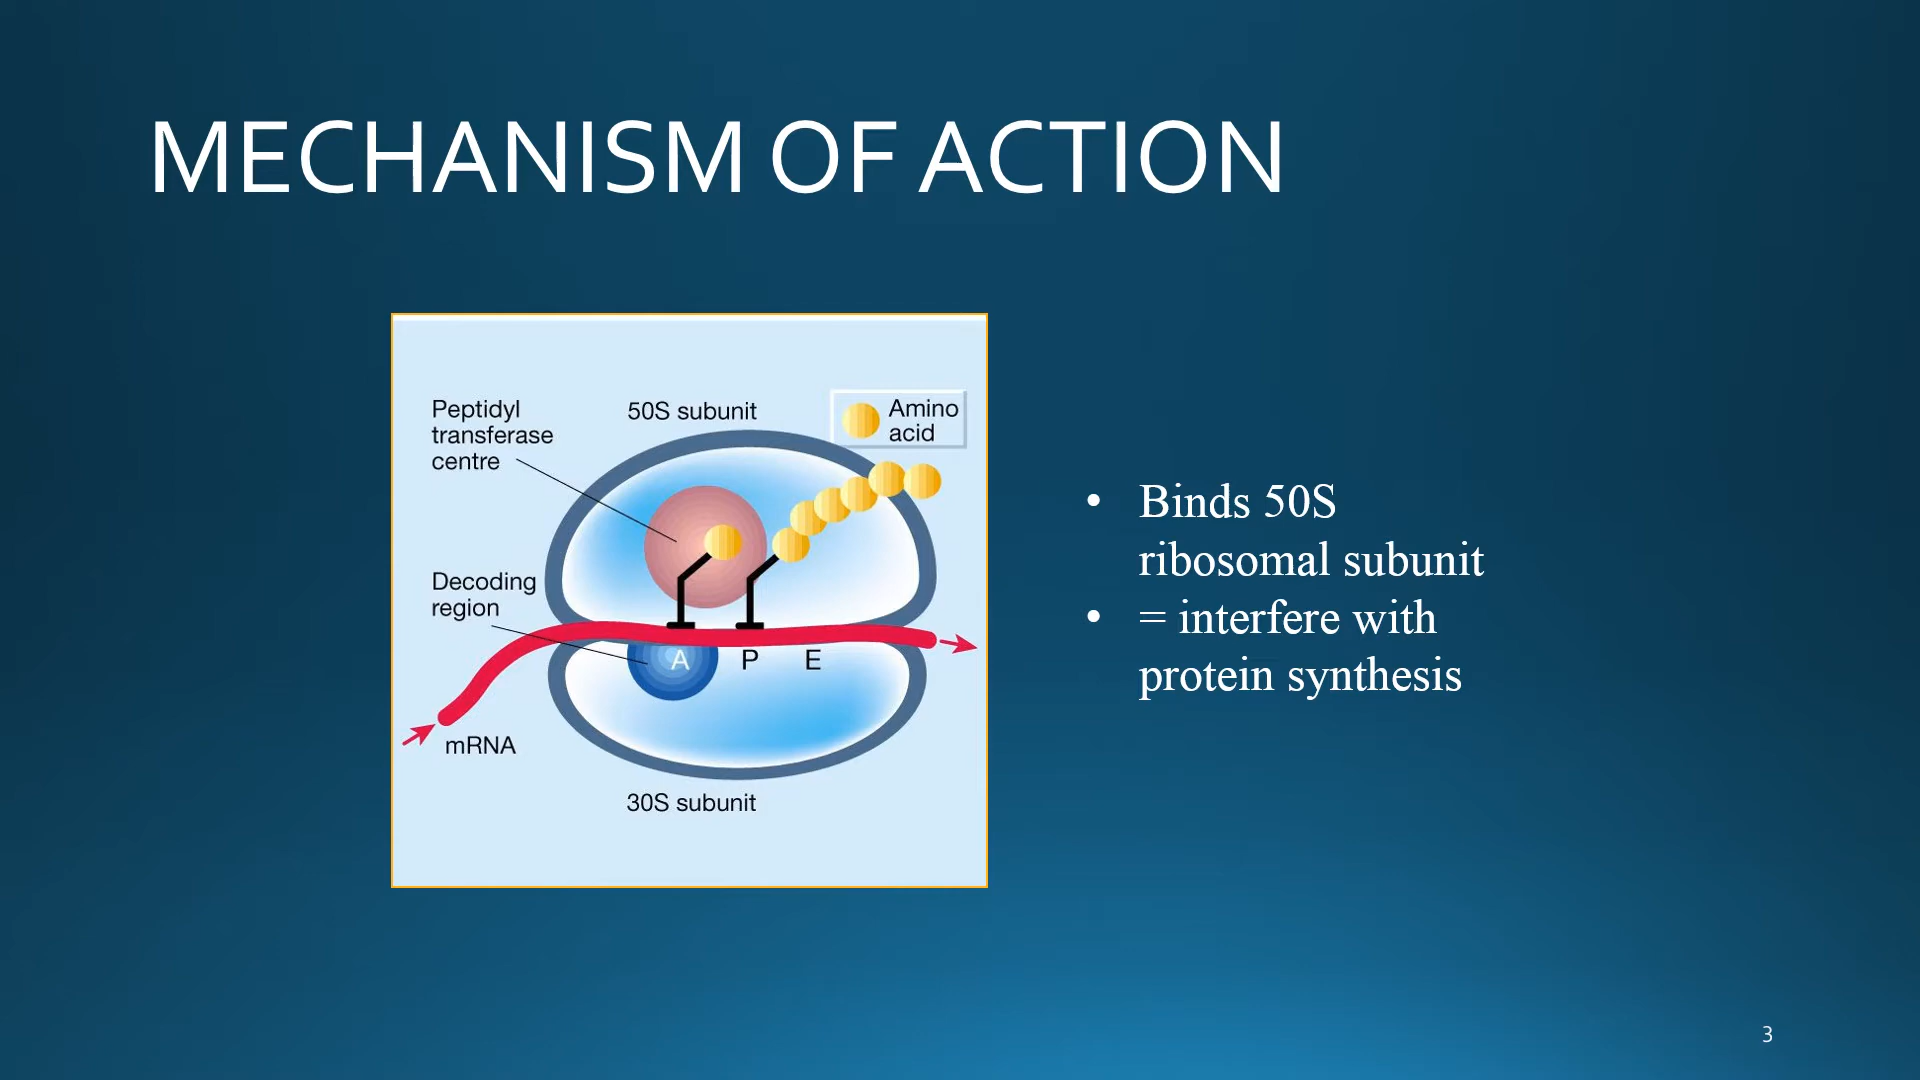 MECHANISM OF ACTION
Peptidyl
transferase
centre
50S subunit
Amino
acid
Decoding
region
A P E
mRNA
30S subunit
• Binds 50S
ribosomal subunit
• = interfere with
protein synthesis
3